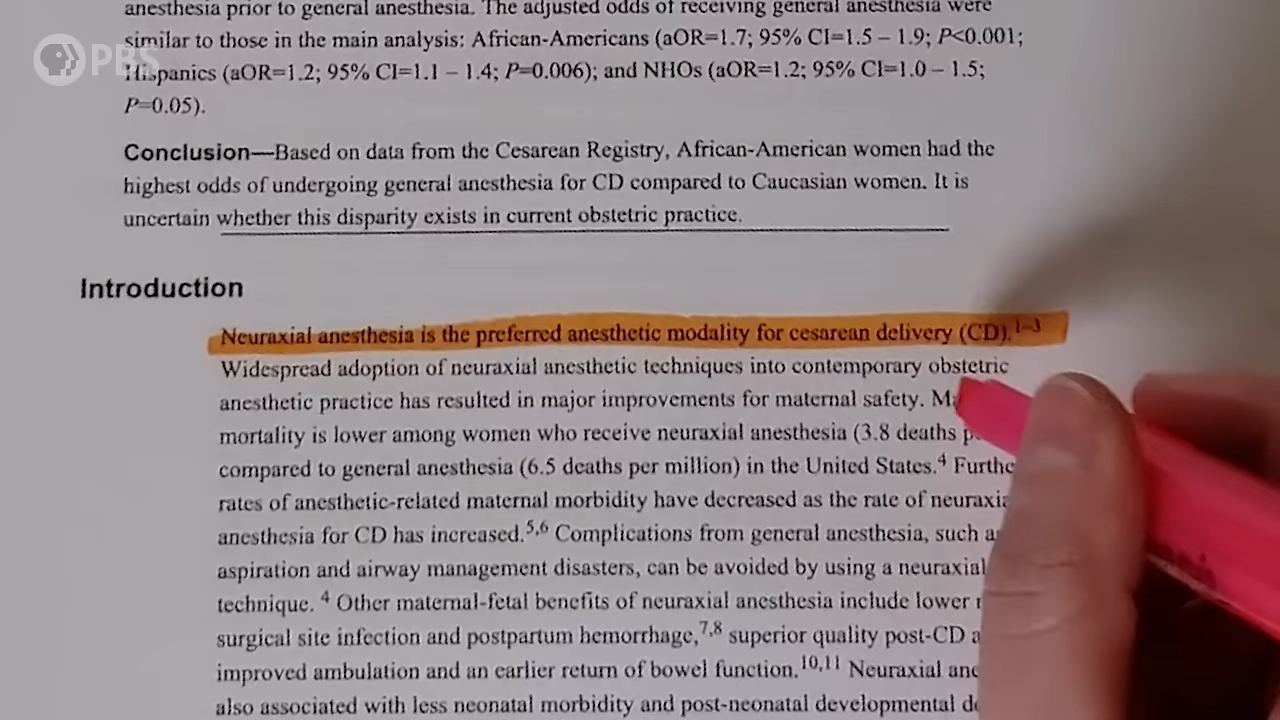 PBS
anesthesia prior to general anesthesia. The adjusted odds of receiving general anesthesia were
similar to those in the main analysis: African-Americans (aOR=1.7; 95% CI=1.5 – 1.9; P<0.001;
Hispanics (aOR=1.2; 95% CI=1.1 – 1.4; P=0.006); and NHOs (aOR=1.2; 95% CI=1.0 – 1.5;
P=0.05).
Conclusion—Based on data from the Cesarean Registry, African-American women had the
highest odds of undergoing general anesthesia for CD compared to Caucasian women. It is
uncertain whether this disparity exists in current obstetric practice.
Introduction
Neuraxial anesthesia is the preferred anesthetic modality for cesarean delivery (CD).1–3
Widespread adoption of neuraxial anesthetic techniques into contemporary obstetric
anesthetic practice has resulted in major improvements for maternal safety.
mortality is lower among women who receive neuraxial anesthesia (3.8 deaths
compared to general anesthesia (6.5 deaths per million) in the United States.4
rates of anesthetic-related maternal morbidity have decreased as the rate of
anesthesia for CD has increased.5,6 Complications from general anesthesia, such
aspiration and airway management disasters, can be avoided by using a neuraxial
technique. 4 Other maternal-fetal benefits of neuraxial anesthesia include lower
surgical site infection and postpartum hemorrhage,7,8 superior quality post-CD
improved ambulation and an earlier return of bowel function.10,11 Neuraxial
also associated with less neonatal morbidity and post-neonatal developmental